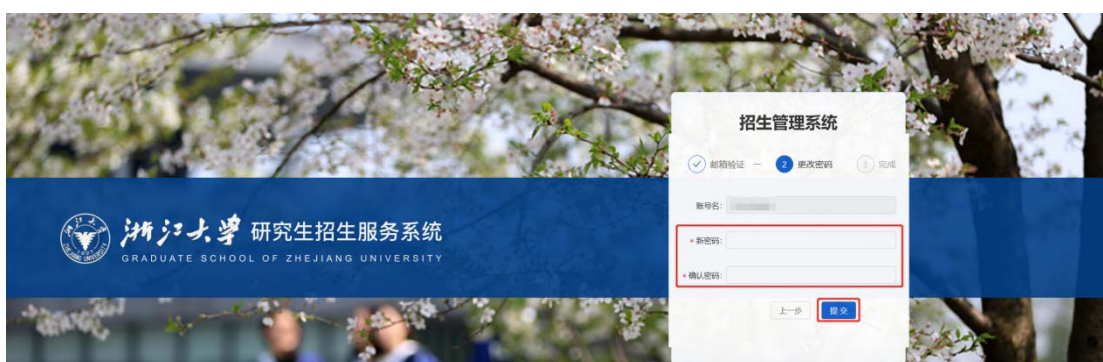 招生管理系统
邮箱验证 2 更改密码 3 完成
浙江大学 研究生招生服务系统
GRADUATE SCHOOL OF ZHEJIANG UNIVERSITY
账号名:
* 新密码:
* 确认密码:
上一步 提交